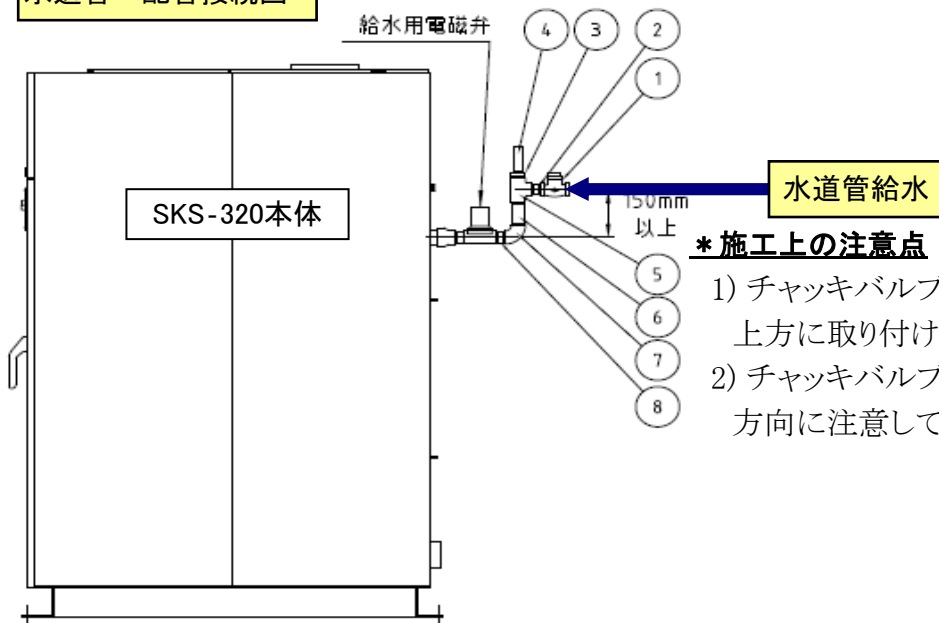 給水用電磁弁
4 3 2
1
SKS-320本体
水道管給水
150mm
以上
*施工上の注意点
5
1) チャッキバルブ
6
上方に取り付け
7
2) チャッキバルブ
8
方向に注意して